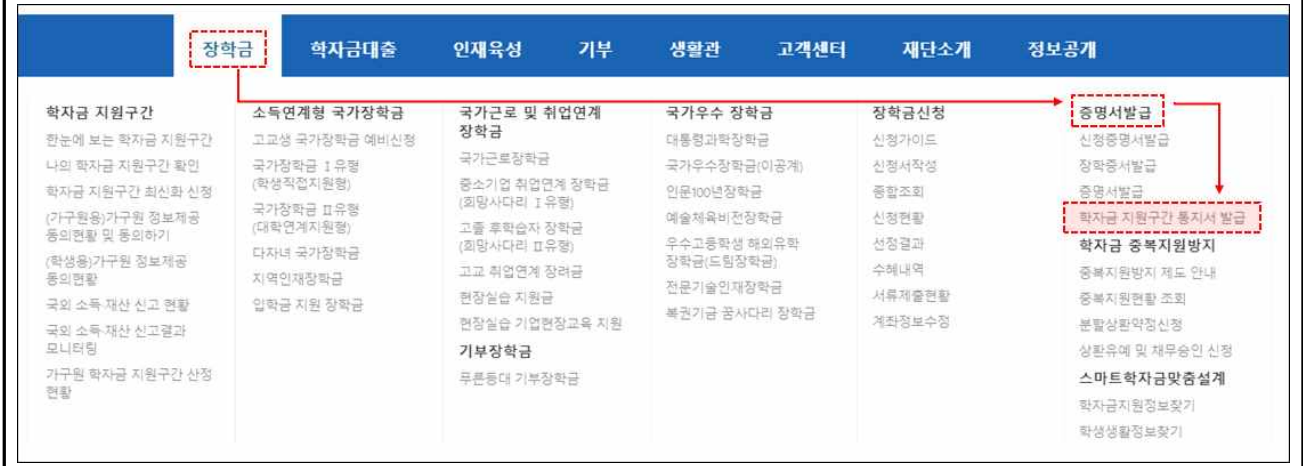 장학금 학자금대출 인재육성 기부 생활관 고객센터 재단소개 정보공개
학자금 지원구간
한눈에 보는 학자금 지원구간
나의 학자금 지원구간 확인
학자금 지원구간 최신화 신청
(가구원용)가구원 정보제공
동의현황 및 동의하기
(학생용)가구원 정보제공
동의현황
국외 소득·재산 신고 현황
국외 소득·재산 신고결과
모니터링
가구원 학자금 지원구간 산정
현황
소득연계형 국가장학금
고교생 국가장학금 예비신청
국가장학금 Ⅰ유형
(학생직접지원형)
국가장학금 Ⅱ유형
(대학연계지원형)
다자녀 국가장학금
지역인재장학금
입학금 지원 장학금
국가근로 및 취업연계
장학금
국가근로장학금
중소기업 취업연계 장학금
(희망사다리 Ⅰ유형)
고졸 후학습자 장학금
(희망사다리 Ⅱ유형)
고교 취업연계 장려금
현장실습 지원금
현장실습 기업현장교육 지원
기부장학금
푸른등대 기부장학금
국가우수 장학금
대통령과학장학금
국가우수장학금(이공계)
인문100년장학금
예술체육비전장학금
우수고등학생 해외유학
장학금(드림장학금)
전문기술인재장학금
복권기금 꿈사다리 장학금
장학금신청
신청가이드
신청서작성
종합조회
신청현황
선정결과
수혜내역
서류제출현황
계좌정보수정
증명서발급
신청증명서발급
장학증서발급
증명서발급
학자금 지원구간 통지서 발급
학자금 중복지원방지
중복지원방지 제도 안내
중복지원현황 조회
분할상환약정신청
상환유예 및 채무승인 신청
스마트학자금맞춤설계
학자금지원정보찾기
학생생활정보찾기